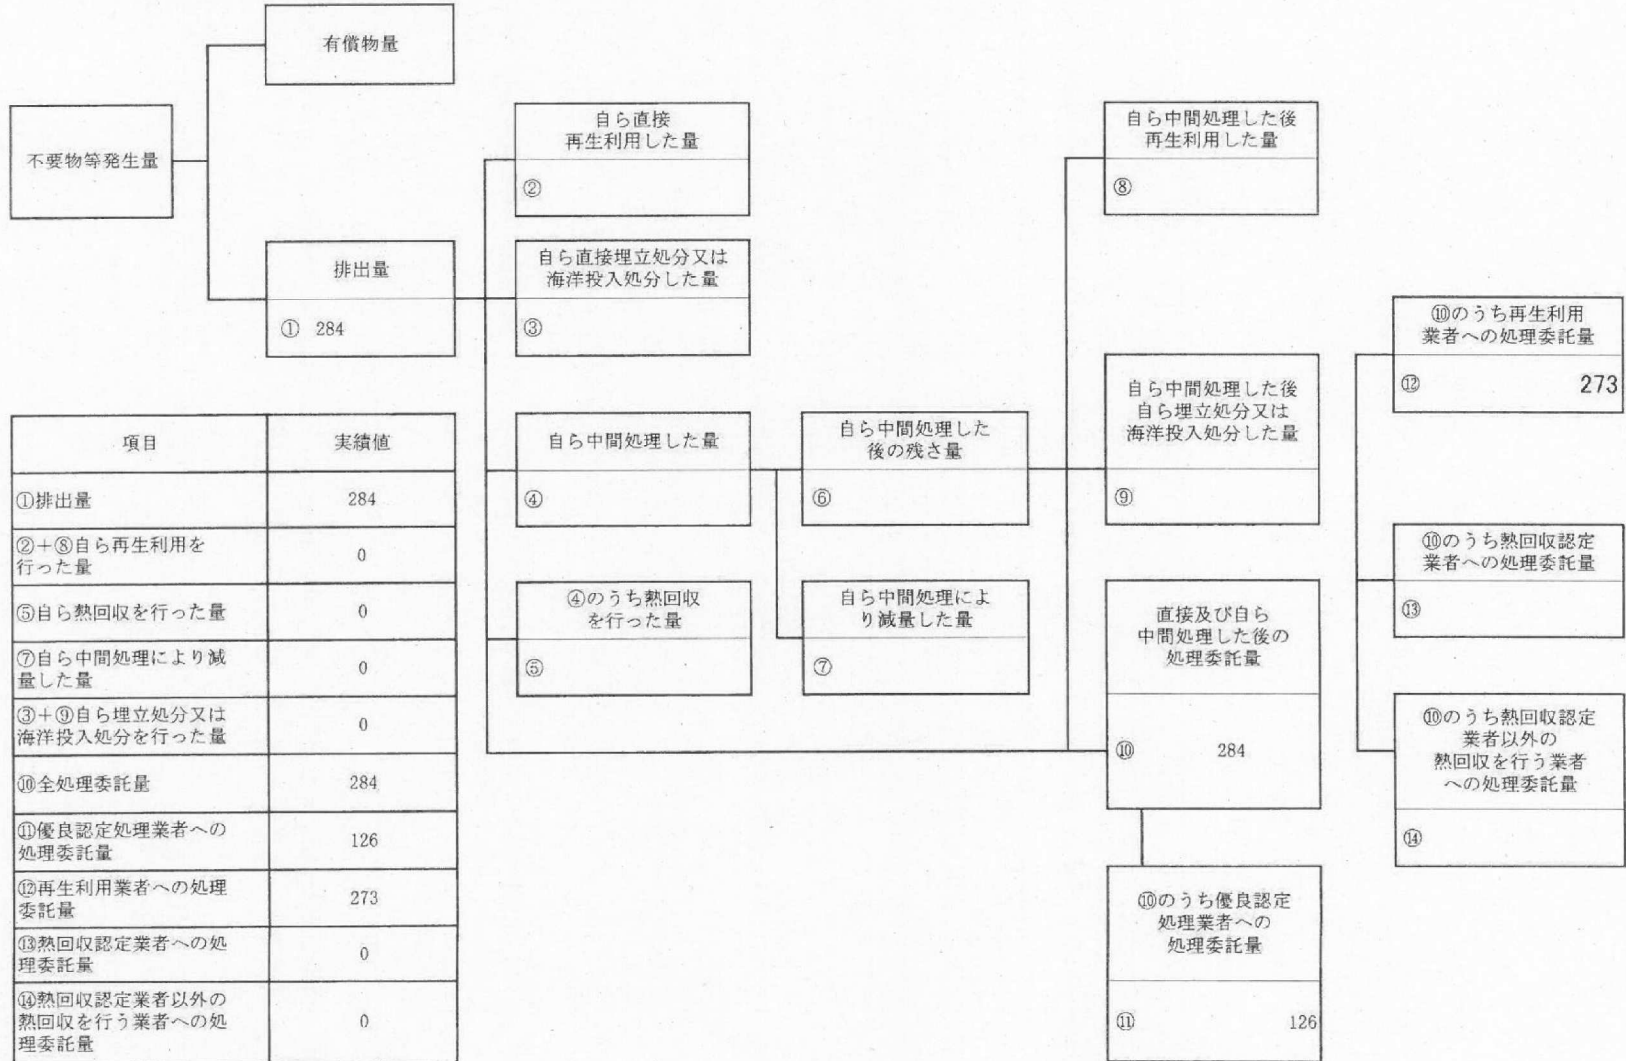 有償物量
不要物等発生量
排出量
① 284
自ら直接
再生利用した量
②
自ら直接埋立処分又は
海洋投入処分した量
③
自ら中間処理した量
④
④のうち熱回収
を行った量
⑤
自ら中間処理した
後の残さ量
⑥
自ら中間処理によ
り減量した量
⑦
自ら中間処理した後
再生利用した量
⑧
自ら中間処理した後
自ら埋立処分又は
海洋投入処分した量
⑨
直接及び自ら
中間処理した後の
処理委託量
⑩ 284
⑩のうち優良認定
処理業者への
処理委託量
⑪ 126
⑩のうち再生利用
業者への処理委託量
⑫ 273
⑩のうち熱回収認定
業者への処理委託量
⑬
⑩のうち熱回収認定
業者以外の
熱回収を行う業者
への処理委託量
⑭
項目 実績値
①排出量 284
②+⑧自ら再生利用を
行った量 0
⑤自ら熱回収を行った量 0
⑦自ら中間処理により減
量した量 0
③+⑨自ら埋立処分又は
海洋投入処分を行った量 0
⑩全処理委託量 284
⑪優良認定処理業者への
処理委託量 126
⑫再生利用業者への処理
委託量 273
⑬熱回収認定業者への処
理委託量 0
⑭熱回収認定業者以外の
熱回収を行う業者への処
理委託量 0